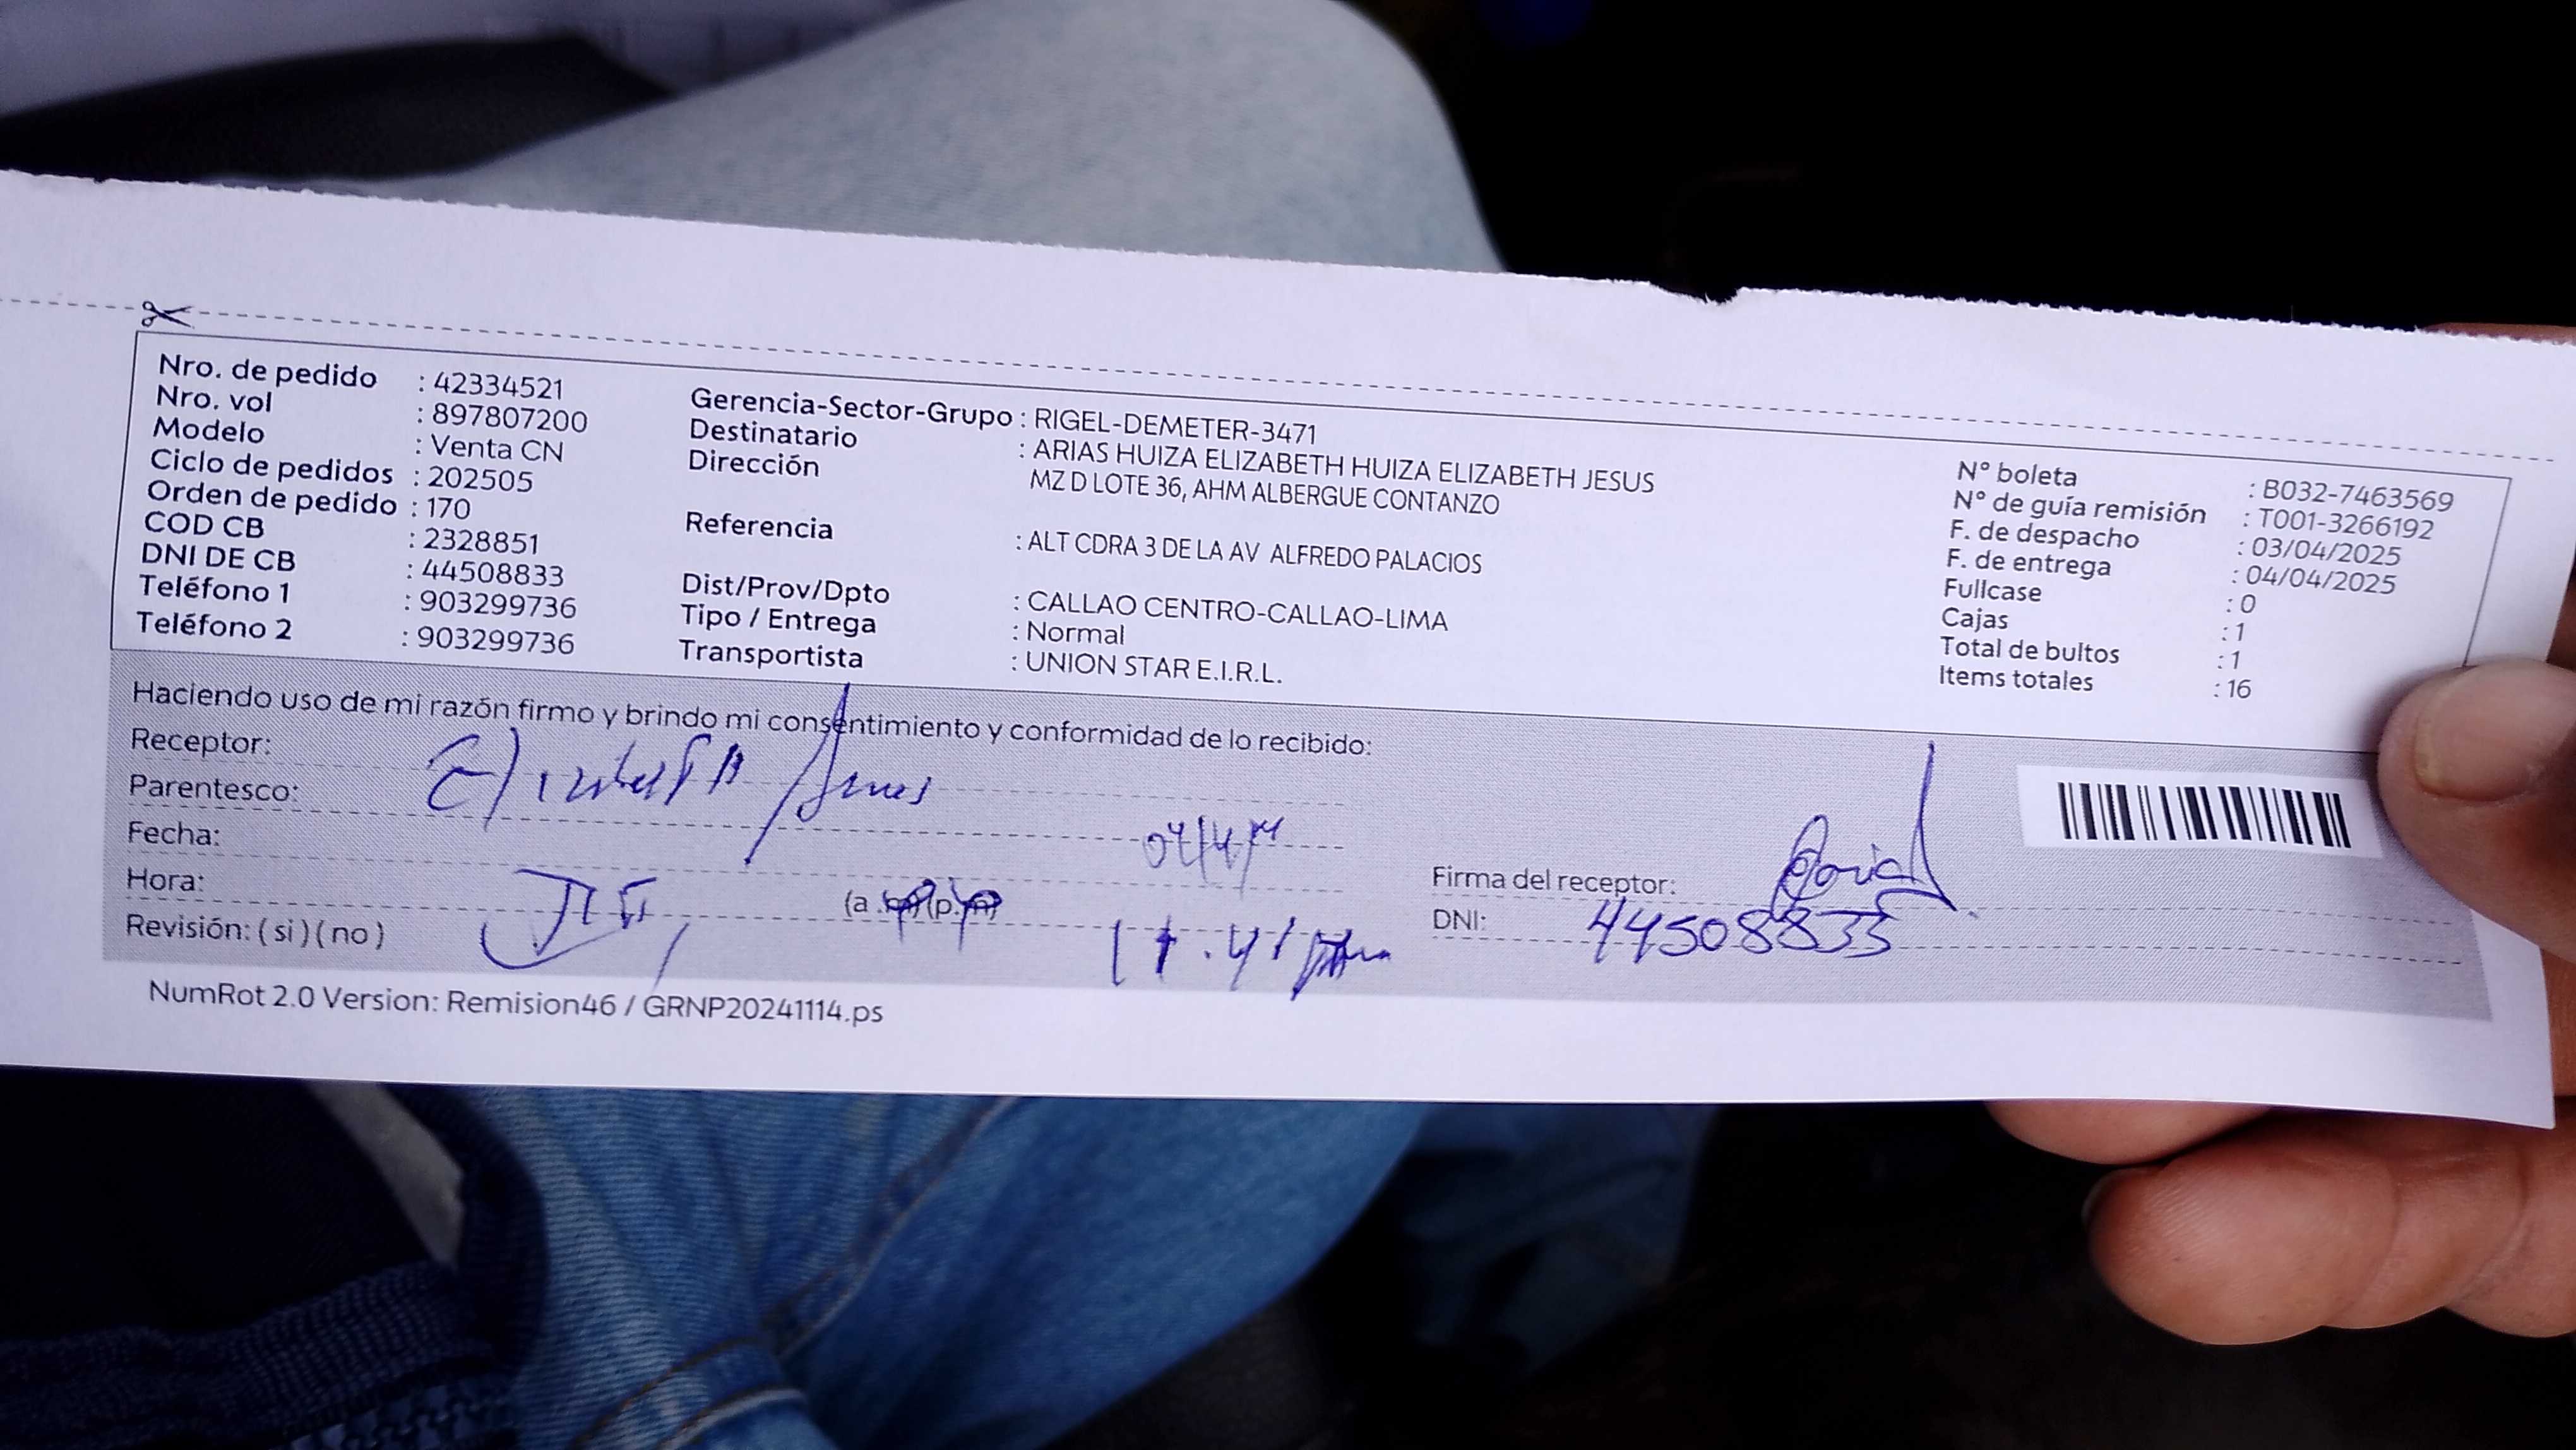 Nro. de pedido : 42334521
Nro. vol : 897807200
Modelo : Venta CN
Ciclo de pedidos : 202505
Orden de pedido : 170
COD CB : 2328851
DNI DE CB : 44508833
Teléfono 1 : 903299736
Teléfono 2 : 903299736
Gerencia-Sector-Grupo : RIGEL-DEMETER-3471
Destinatario : ARIAS HUIZA ELIZABETH HUIZA ELIZABETH JESUS
Dirección MZ D LOTE 36, AHM ALBERGUE CONTANZO
Referencia : ALT CDRA 3 DE LA AV ALFREDO PALACIOS
Dist/Prov/Dpto : CALLAO CENTRO-CALLAO-LIMA
Tipo / Entrega : Normal
Transportista : UNION STAR E.I.R.L.
N° boleta : B032-7463569
N° de guía remisión : T001-3266192
F. de despacho : 03/04/2025
F. de entrega : 04/04/2025
Fullcase : 0
Cajas : 1
Total de bultos : 1
Items totales : 16
Haciendo uso de mi razón firmo y brindo mi consentimiento y conformidad de lo recibido:
Receptor: Elizabeth
Parentesco:
Fecha:
Hora:
Revisión: ( si ) ( no )
Firma del receptor:
DNI: 44508833
NumRot 2.0 Version: Remision46 / GRNP20241114.ps